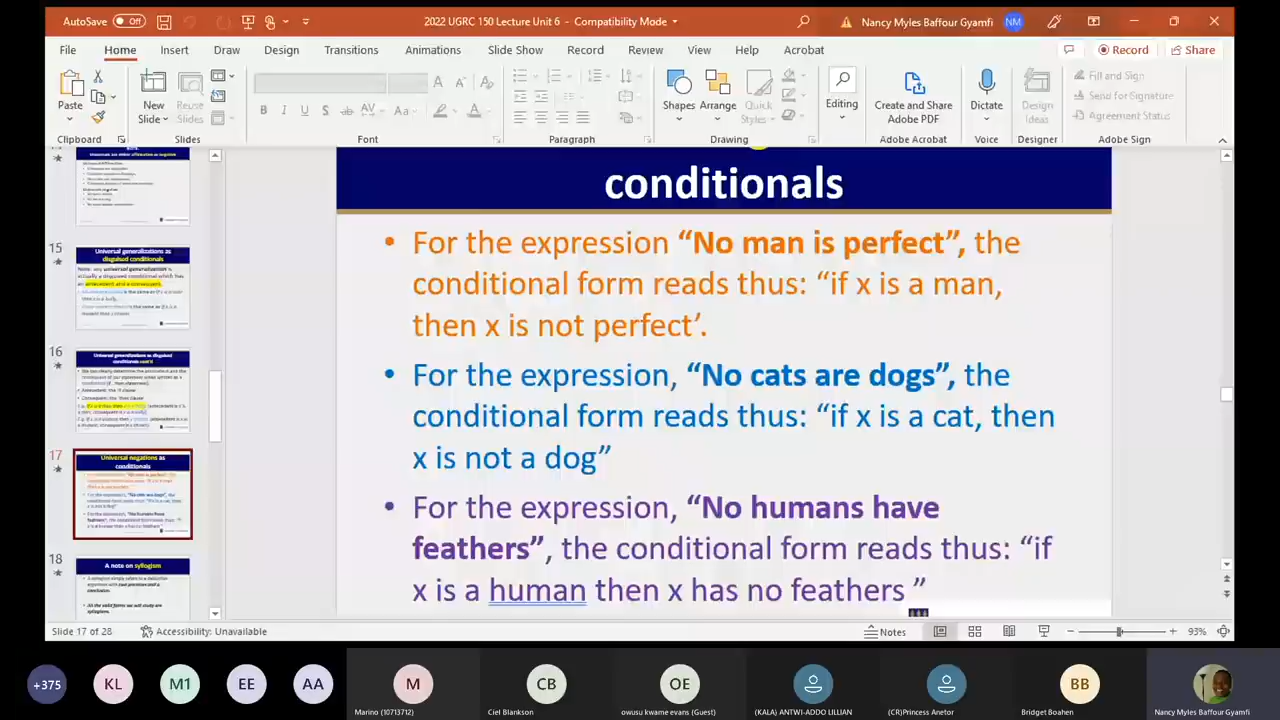 AutoSave Off 2022 UGRC 150 Lecture Unit 6 - Compatibility Mode Nancy Myles Baffour Gyamfi NM
File Home Insert Draw Design Transitions Animations Slide Show Record Review View Help Acrobat Record Share
Paste New Slide Reuse Slides Shapes Arrange Quick Styles Editing Create and Share Adobe PDF Dictate Design Ideas Fill and Sign
Send for Signature
Agreement Status
B I U S AV Aa A
Clipboard Slides Font Paragraph Drawing Adobe Acrobat Voice Designer Adobe Sign
15
Universal generalizations as
disguised conditionals
16
Universal generalizations as disguised
conditionals cont'd
17
Universal negations as
conditionals
18
A note on syllogism
conditionals
• For the expression “No man is perfect”, the
conditional form reads thus: “if x is a man,
then x is not perfect’.
• For the expression, “No cats are dogs”, the
conditional form reads thus: “if x is a cat, then
x is not a dog”
• For the expression, “No humans have
feathers”, the conditional form reads thus: “if
x is a human then x has no feathers ”
Slide 17 of 28 Accessibility: Unavailable Notes 93%
+375 KL M1 EE AA M CB OE BB
Marino (10713712) Ciel Blankson owusu kwame evans (Guest) (KALA) ANTWI-ADDO LILLIAN (CR)Princess Anetor Bridget Boahen Nancy Myles Baffour Gyamfi